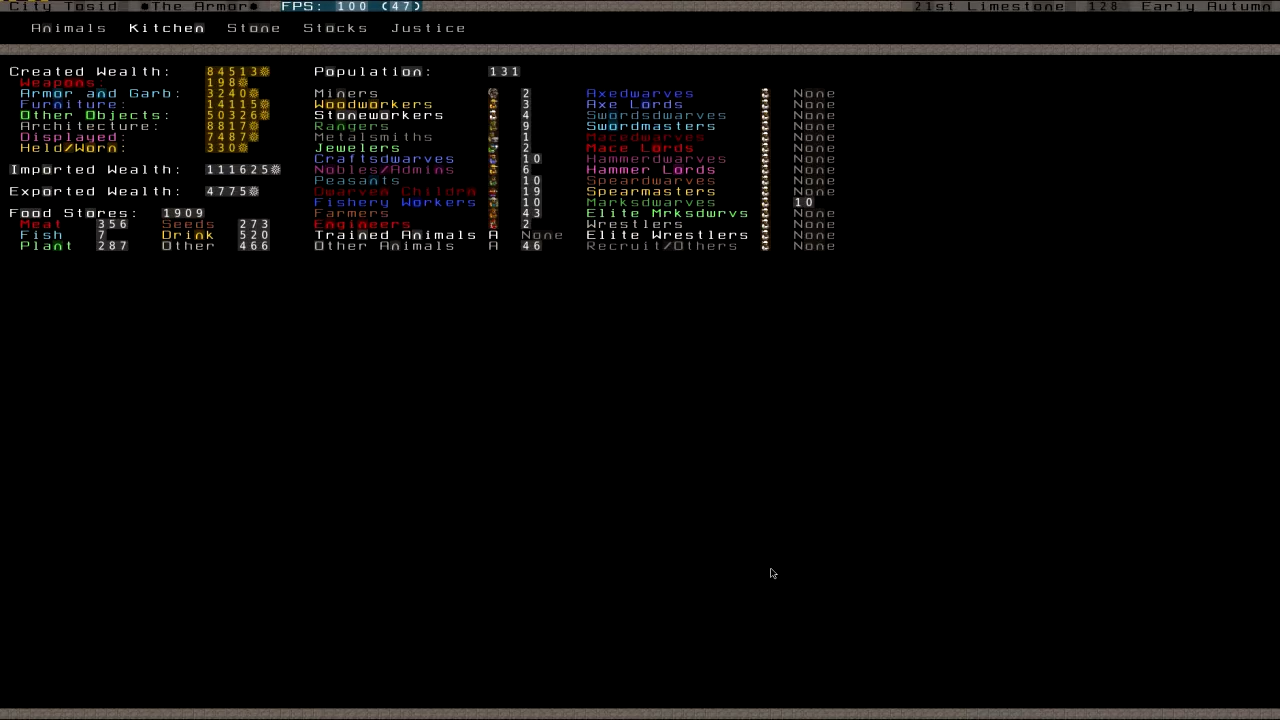 City Tosid "The Armor" FPS: 100 (47) 21st Limestone 128 Early Autumn
Animals Kitchen Stone Stocks Justice
Created Wealth: 84513☼ Population: 131
Weapons: 198☼
Armor and Garb: 3240☼ Miners 2 Axedwarves None
Furniture: 14115☼ Woodworkers 3 Axe Lords None
Other Objects: 50326☼ Stoneworkers 4 Swordsdwarves None
Architecture: 8817☼ Rangers 9 Swordmasters None
Displayed: 7487☼ Metalsmiths 1 Macedwarves None
Held/Worn: 330☼ Jewelers 2 Mace Lords None
Craftsdwarves 10 Hammerdwarves None
Imported Wealth: 111625☼ Nobles/Admins 6 Hammer Lords None
Peasants 10 Speardwarves None
Exported Wealth: 4775☼ Dwarven Childrn 19 Spearmasters None
Fishery Workers 10 Marksdwarves 10
Food Stores: 1909 Farmers 43 Elite Mrksdwrvs None
Meat 356 Seeds 273 Engineers 2 Wrestlers None
Fish 7 Drink 520 Trained Animals A None Elite Wrestlers None
Plant 287 Other 466 Other Animals A 46 Recruit/Others None